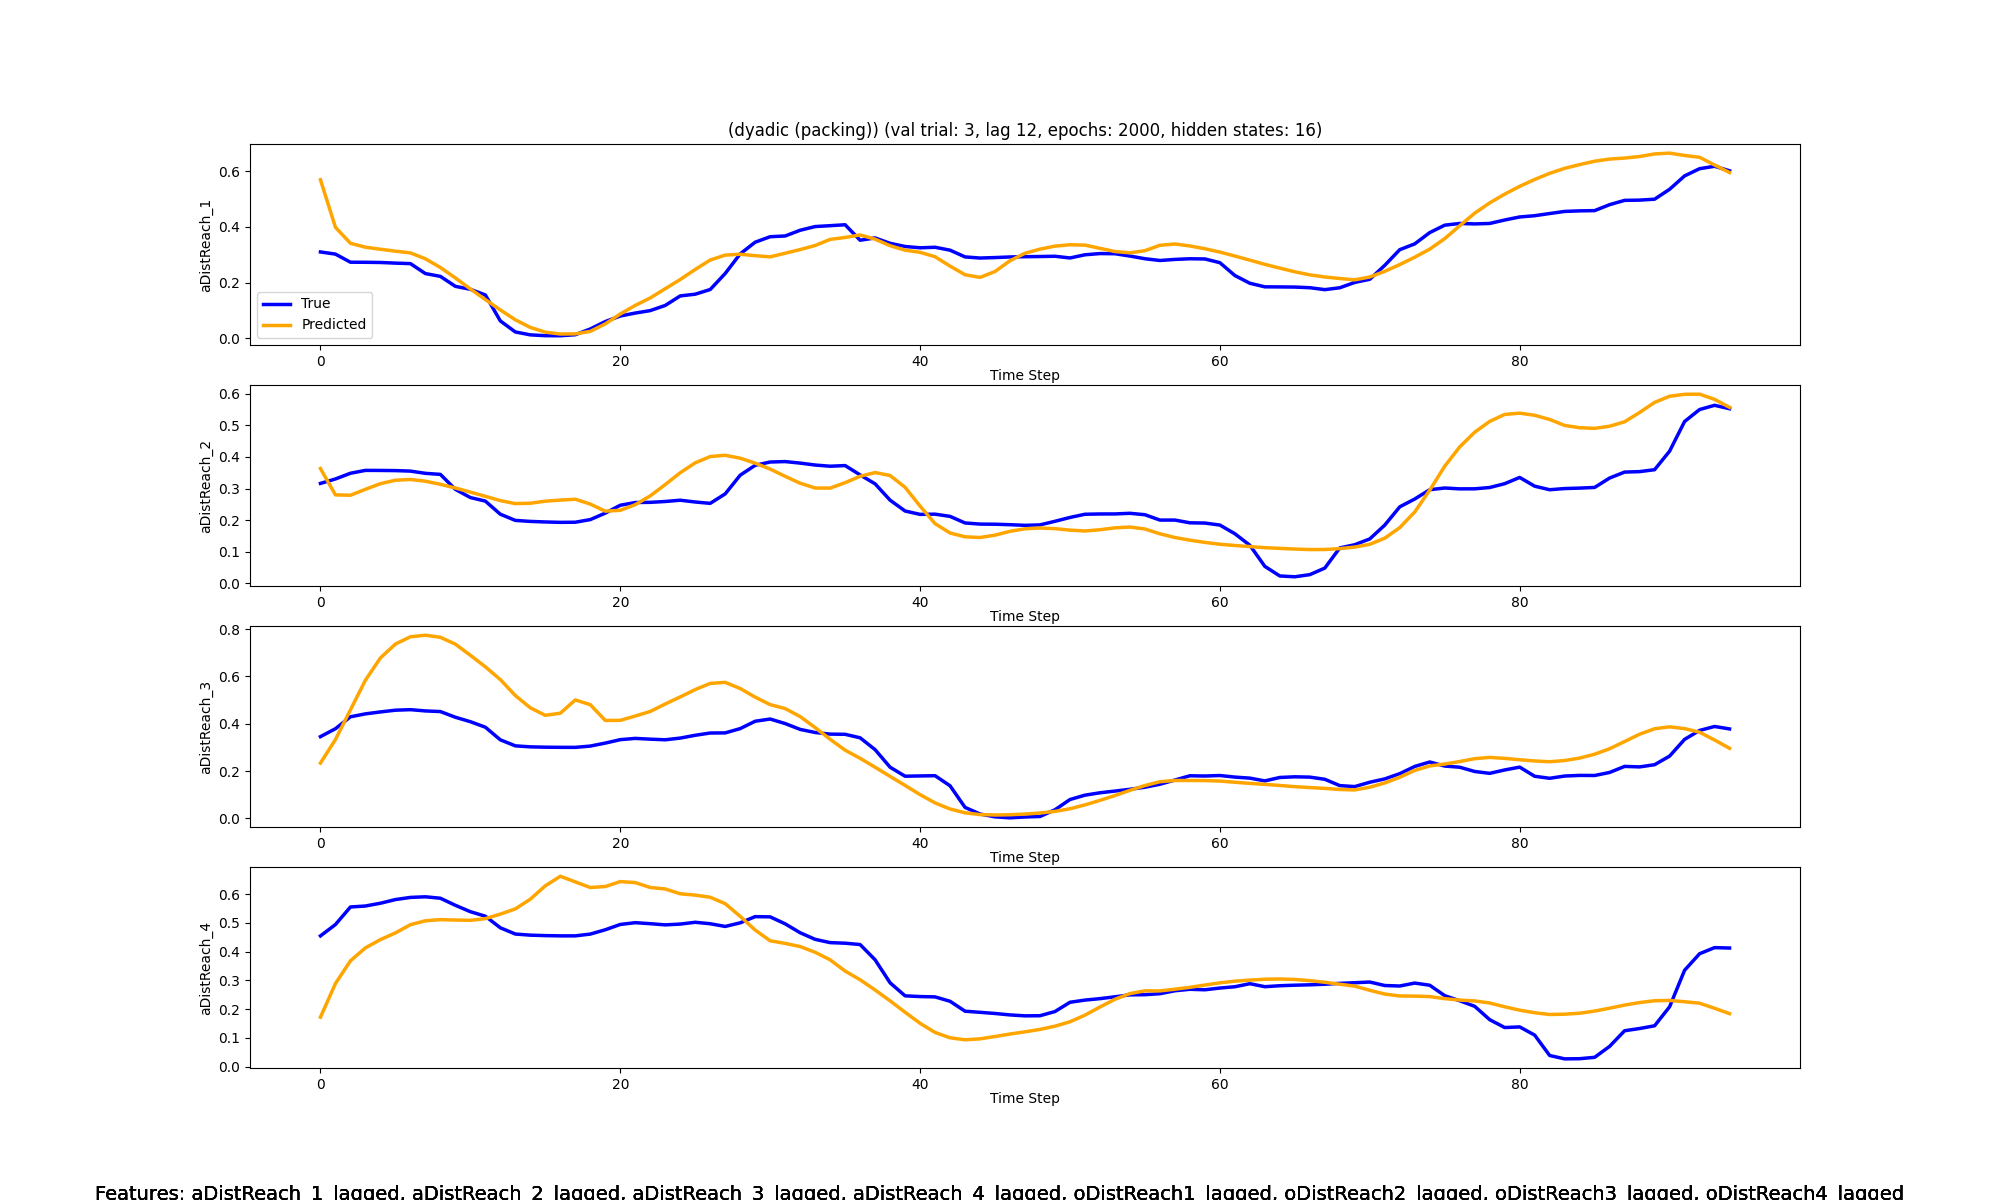 (dyadic (packing)) (val trial: 3, lag 12, epochs: 2000, hidden states: 16)
0.6
0.4
0.2
0.0
aDistReach_1
True
Predicted
0 20 40 60 80
Time Step
0.6
0.5
0.4
0.3
0.2
0.1
0.0
aDistReach_2
0 20 40 60 80
Time Step
0.8
0.6
0.4
0.2
0.0
aDistReach_3
0 20 40 60 80
Time Step
0.6
0.5
0.4
0.3
0.2
0.1
0.0
aDistReach_4
0 20 40 60 80
Time Step
Features: aDistReach_1_lagged, aDistReach_2_lagged, aDistReach_3_lagged, aDistReach_4_lagged, oDistReach1_lagged, oDistReach2_lagged, oDistReach3_lagged, oDistReach4_lagged